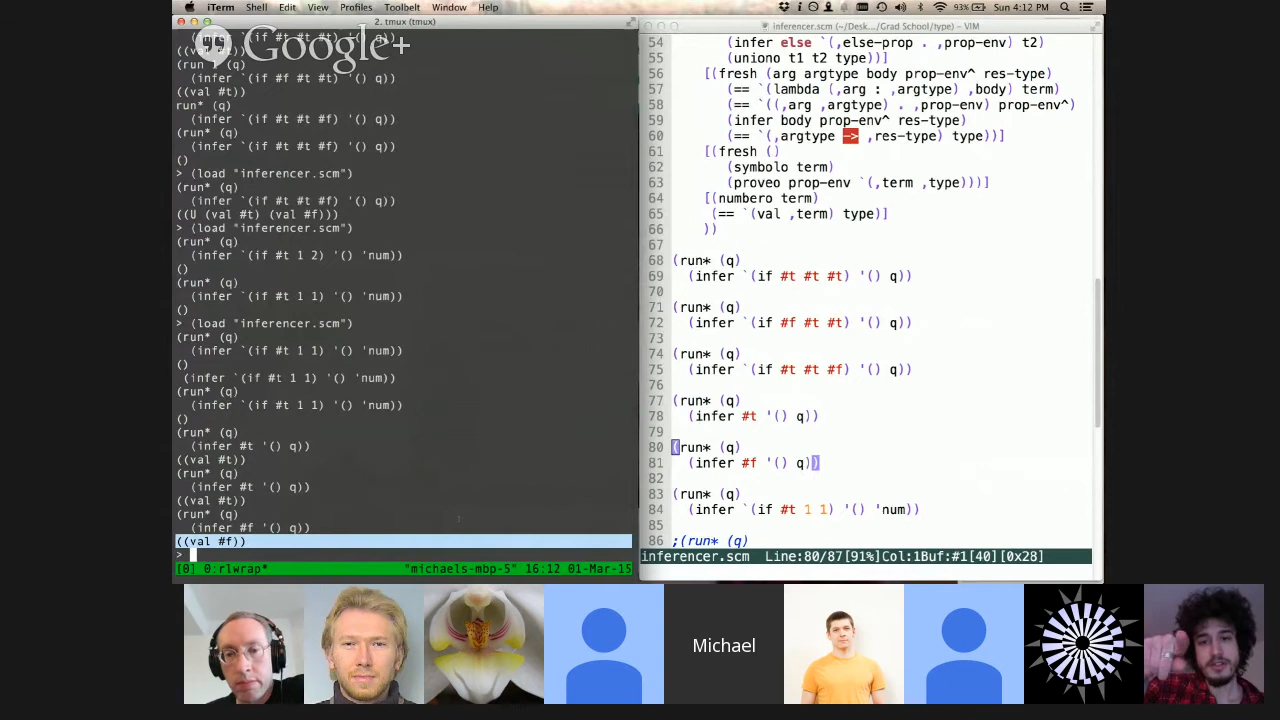 iTerm Shell Edit View Profiles Toolbelt Window Help
93% Sun 4:12 PM
2. tmux (tmux)
Google+
((val #t))
(run* (q)
(infer `(if #f #t #t) '() q))
((val #t))
run* (q)
(infer `(if #t #t #f) '() q))
(run* (q)
(infer `(if #t #t #f) '() q))
()
> (load "inferencer.scm")
(run* (q)
(infer `(if #t #t #f) '() q))
((U (val #t) (val #f)))
> (load "inferencer.scm")
(run* (q)
(infer `(if #t 1 2) '() 'num))
()
(run* (q)
(infer `(if #t 1 1) '() 'num))
()
> (load "inferencer.scm")
(run* (q)
(infer `(if #t 1 1) '() 'num))
()
(infer `(if #t 1 1) '() 'num))
(run* (q)
(infer `(if #t 1 1) '() 'num))
()
(run* (q)
(infer #t '() q))
((val #t))
(run* (q)
(infer #t '() q))
((val #t))
(run* (q)
(infer #f '() q))
((val #f))
>
[0] 0:rlwrap* "michaels-mbp-5" 16:12 01-Mar-15
inferencer.scm (~/Desk.../Grad School/type) – VIM
54 (infer else `(,else-prop . ,prop-env) t2)
55 (uniono t1 t2 type))]
56 [(fresh (arg argtype body prop-env^ res-type)
57 (== `(lambda (,arg : ,argtype) ,body) term)
58 (== `((,arg ,argtype) . ,prop-env) prop-env^)
59 (infer body prop-env^ res-type)
60 (== `(,argtype -> ,res-type) type))]
61 [(fresh ()
62 (symbolo term)
63 (proveo prop-env `(,term ,type)))]
64 [(numbero term)
65 (== `(val ,term) type)]
66 ))
67
68 (run* (q)
69 (infer `(if #t #t #t) '() q))
70
71 (run* (q)
72 (infer `(if #f #t #t) '() q))
73
74 (run* (q)
75 (infer `(if #t #t #f) '() q))
76
77 (run* (q)
78 (infer #t '() q))
79
80 (run* (q)
81 (infer #f '() q))
82
83 (run* (q)
84 (infer `(if #t 1 1) '() 'num))
85
86 ;(run* (q)
inferencer.scm Line:80/87[91%]Col:1Buf:#1[40][0x28]
Michael